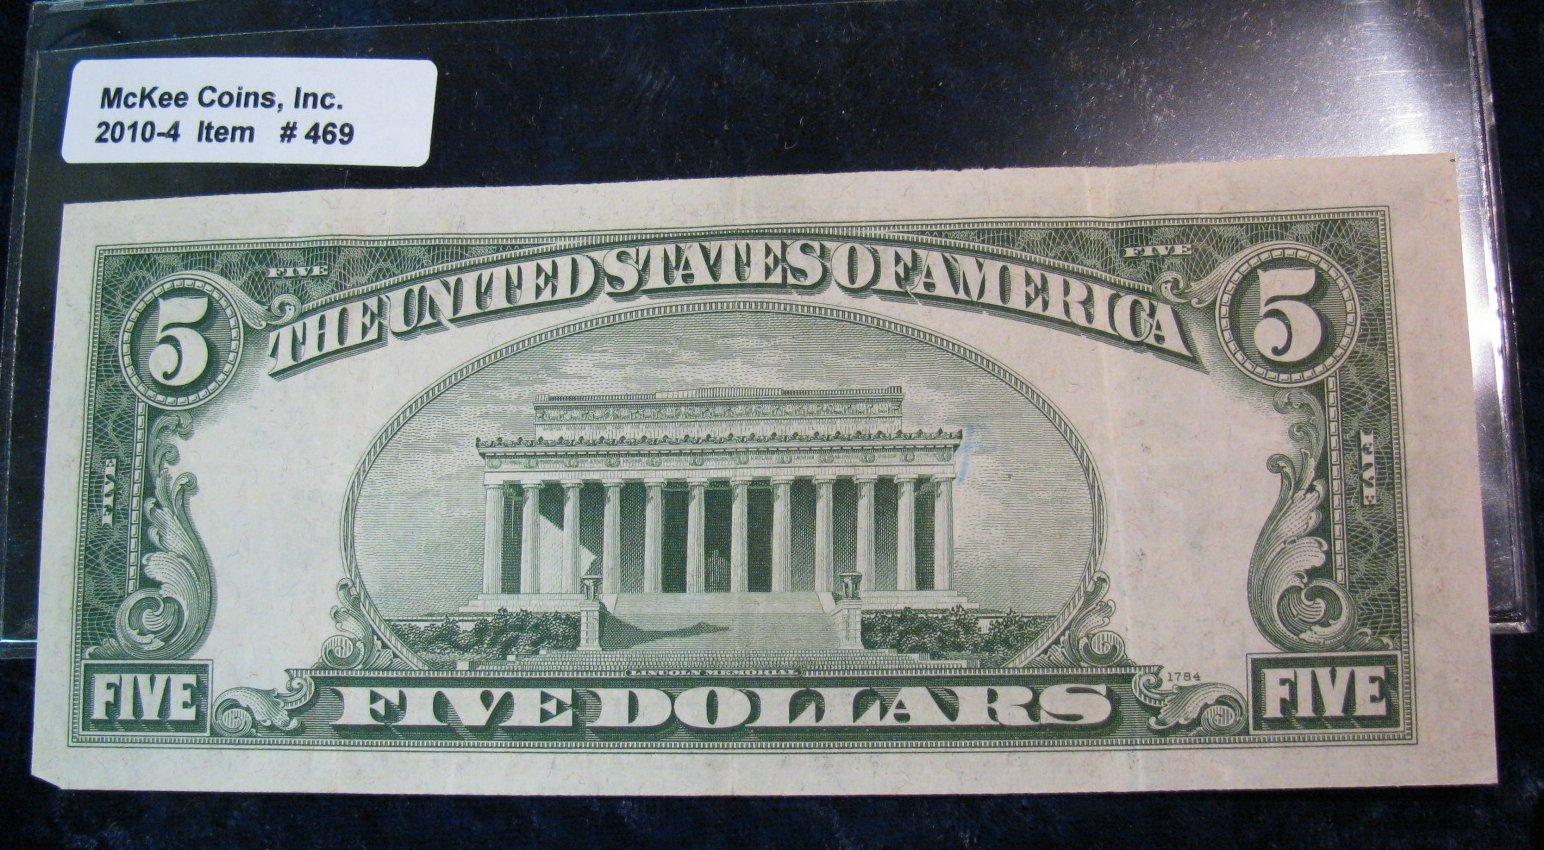 McKee Coins, Inc.
2010-4 Item # 469
FIVE
FIVE
5
THE UNITED STATES OF AMERICA
5
FIVE
FIVE
LINCOLN MEMORIAL
1784
FIVE
FIVE DOLLARS
FIVE